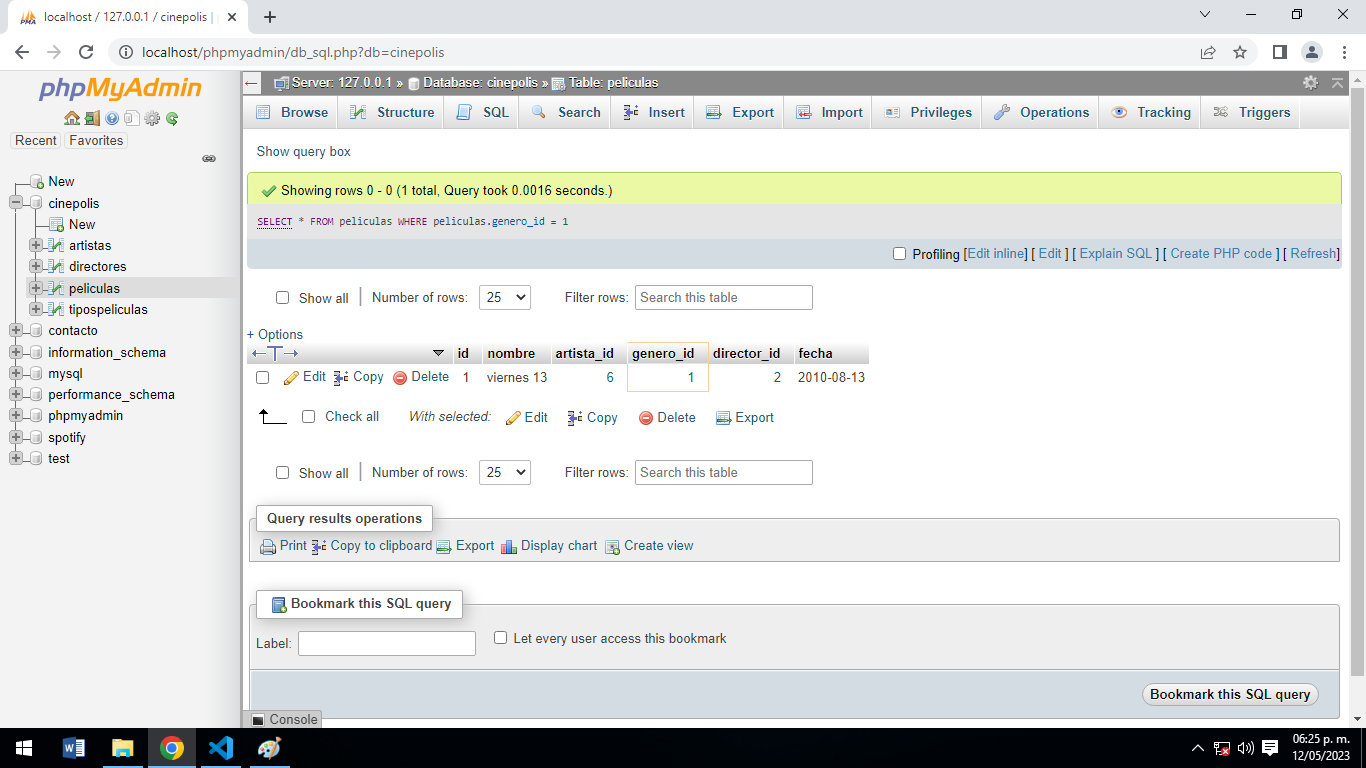 localhost / 127.0.0.1 / cinepolis |
localhost/phpmyadmin/db_sql.php?db=cinepolis
phpMyAdmin
Recent Favorites
New
cinepolis
New
artistas
directores
peliculas
tipospeliculas
contacto
information_schema
mysql
performance_schema
phpmyadmin
spotify
test
Server: 127.0.0.1 » Database: cinepolis » Table: peliculas
Browse Structure SQL Search Insert Export Import Privileges Operations Tracking Triggers
Show query box
Showing rows 0 - 0 (1 total, Query took 0.0016 seconds.)
SELECT * FROM peliculas WHERE peliculas.genero_id = 1
Profiling [Edit inline] [ Edit ] [ Explain SQL ] [ Create PHP code ] [ Refresh]
Show all | Number of rows: 25 Filter rows: Search this table
+ Options
←T→ id nombre artista_id genero_id director_id fecha
Edit Copy Delete 1 viernes 13 6 1 2 2010-08-13
Check all With selected: Edit Copy Delete Export
Show all | Number of rows: 25 Filter rows: Search this table
Query results operations
Print Copy to clipboard Export Display chart Create view
Bookmark this SQL query
Label: Let every user access this bookmark
Bookmark this SQL query
Console
06:25 p. m.
12/05/2023